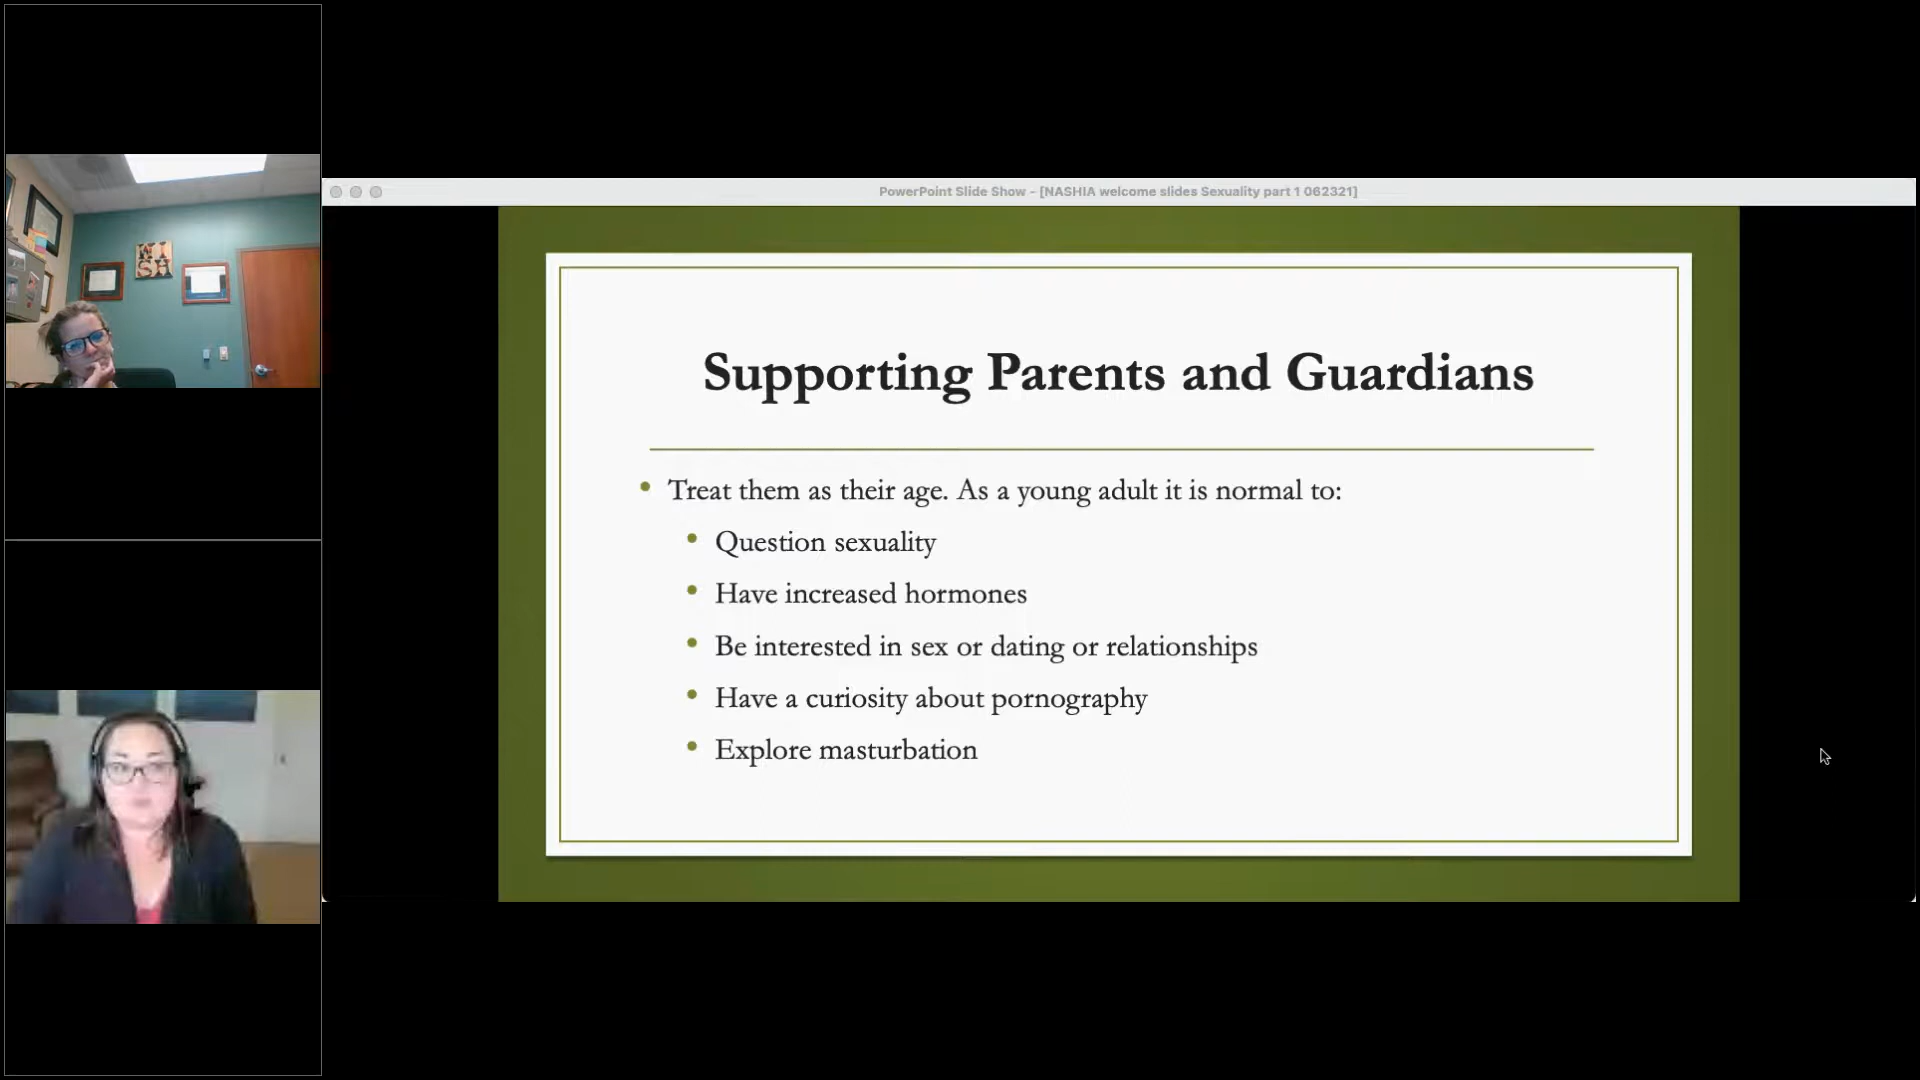 WI
SH
PowerPoint Slide Show - [NASHIA welcome slides Sexuality part 1 062321]
Supporting Parents and Guardians
Treat them as their age. As a young adult it is normal to:
Question sexuality
Have increased hormones
Be interested in sex or dating or relationships
Have a curiosity about pornography
Explore masturbation